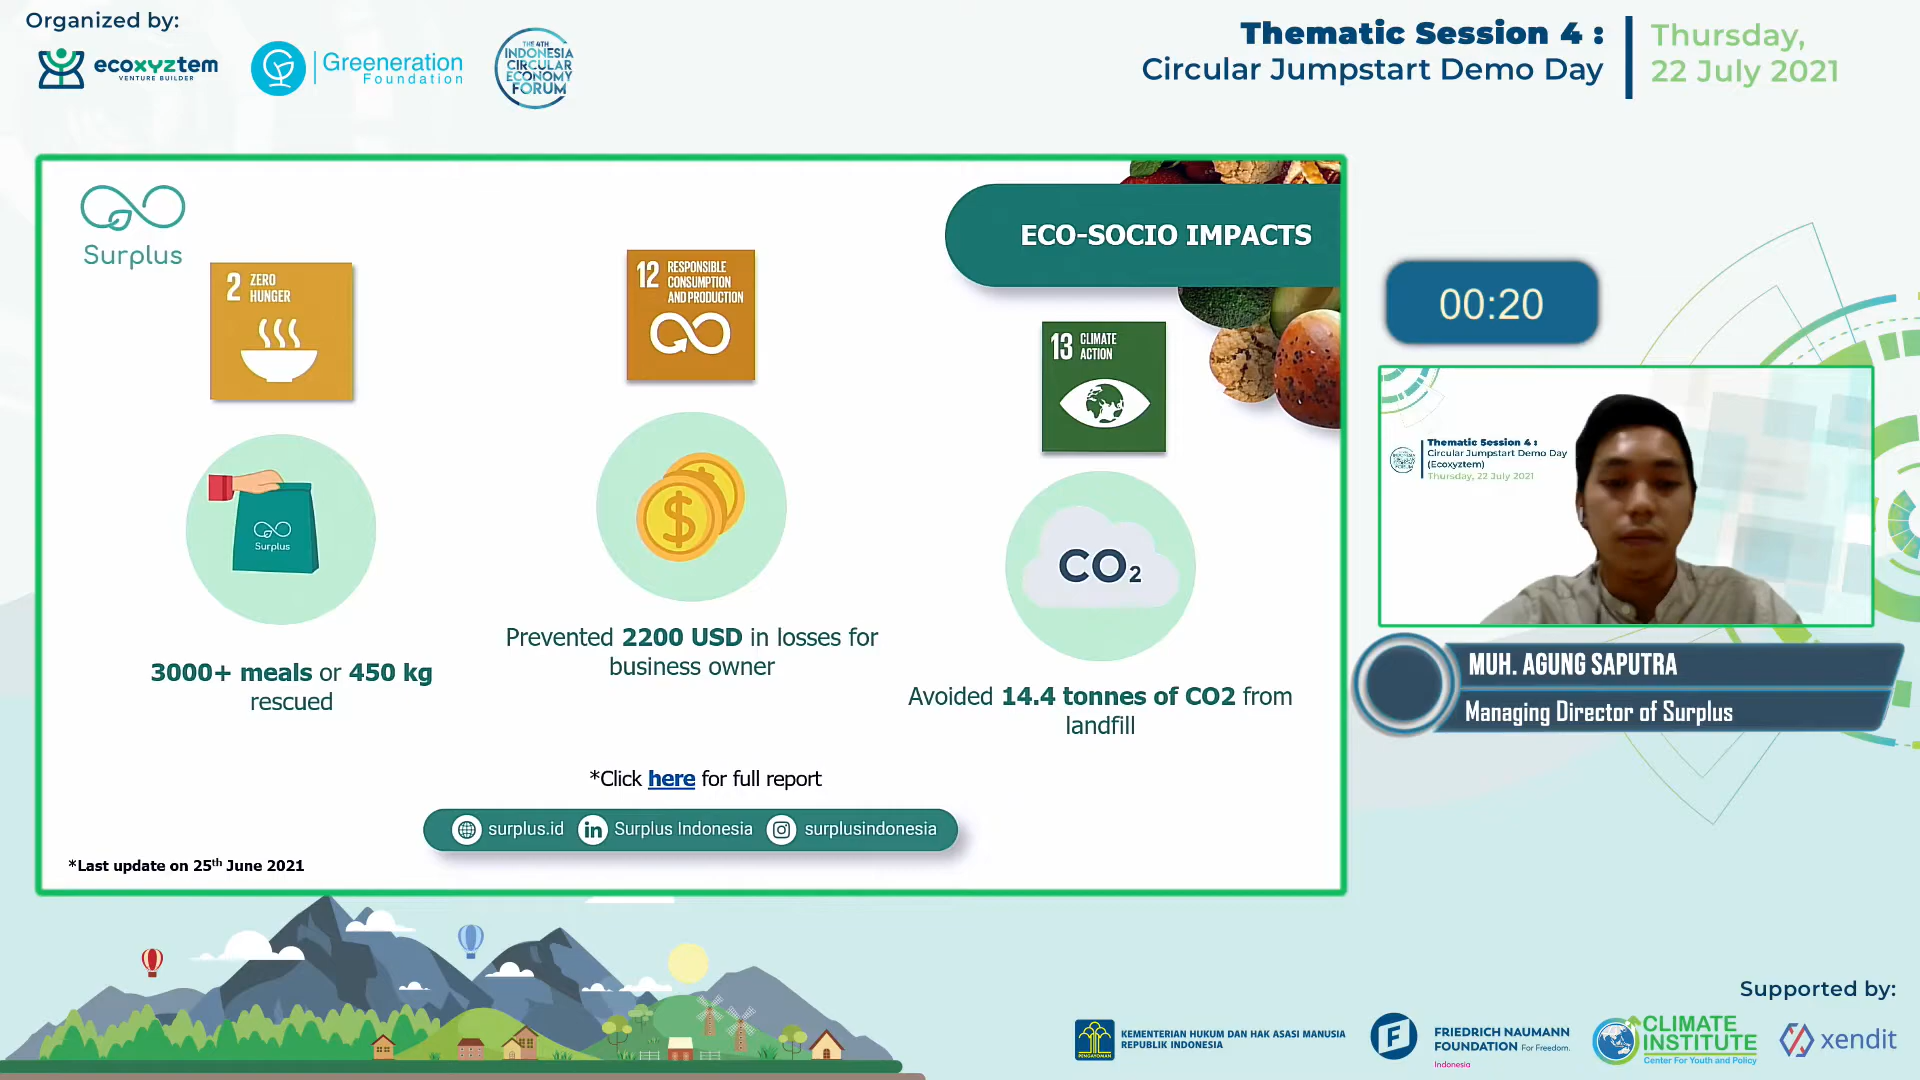 Organized by:
ecoxyztem
VENTURE BUILDER
Greeneration
Foundation
THE 4TH
INDONESIA
CIRCULAR
ECONOMY
FORUM
Thematic Session 4 :
Circular Jumpstart Demo Day
Thursday,
22 July 2021
Surplus
ECO-SOCIO IMPACTS
2 ZERO
HUNGER
12 RESPONSIBLE
CONSUMPTION
AND PRODUCTION
13 CLIMATE
ACTION
Surplus
$
CO2
3000+ meals or 450 kg
rescued
Prevented 2200 USD in losses for
business owner
Avoided 14.4 tonnes of CO2 from
landfill
*Click here for full report
surplus.id
in Surplus Indonesia
surplusindonesia
*Last update on 25th June 2021
00:20
Thematic Session 4 :
Circular Jumpstart Demo Day
(Ecoxyztem)
Thursday, 22 July 2021
MUH. AGUNG SAPUTRA
Managing Director of Surplus
Supported by:
PENGAYOMAN
KEMENTERIAN HUKUM DAN HAK ASASI MANUSIA
REPUBLIK INDONESIA
F
FRIEDRICH NAUMANN
FOUNDATION For Freedom.
Indonesia
CLIMATE
INSTITUTE
Center For Youth and Policy
xendit